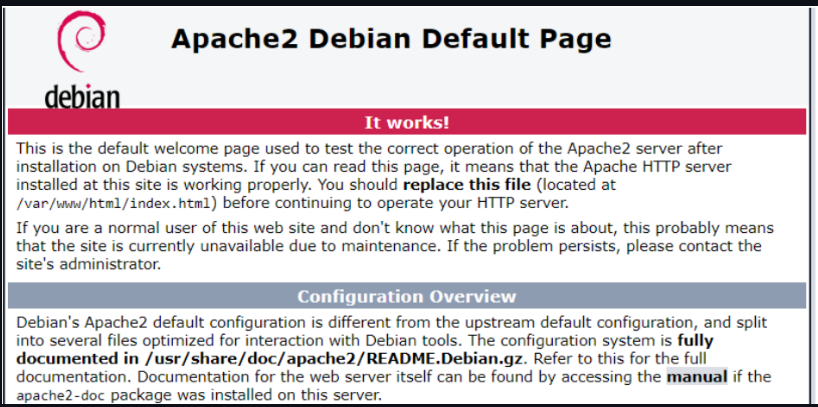 Apache2 Debian Default Page
debian
It works!
This is the default welcome page used to test the correct operation of the Apache2 server after
installation on Debian systems. If you can read this page, it means that the Apache HTTP server
installed at this site is working properly. You should replace this file (located at
/var/www/html/index.html) before continuing to operate your HTTP server.
If you are a normal user of this web site and don't know what this page is about, this probably means
that the site is currently unavailable due to maintenance. If the problem persists, please contact the
site's administrator.
Configuration Overview
Debian's Apache2 default configuration is different from the upstream default configuration, and split
into several files optimized for interaction with Debian tools. The configuration system is fully
documented in /usr/share/doc/apache2/README.Debian.gz. Refer to this for the full
documentation. Documentation for the web server itself can be found by accessing the manual if the
apache2-doc package was installed on this server.